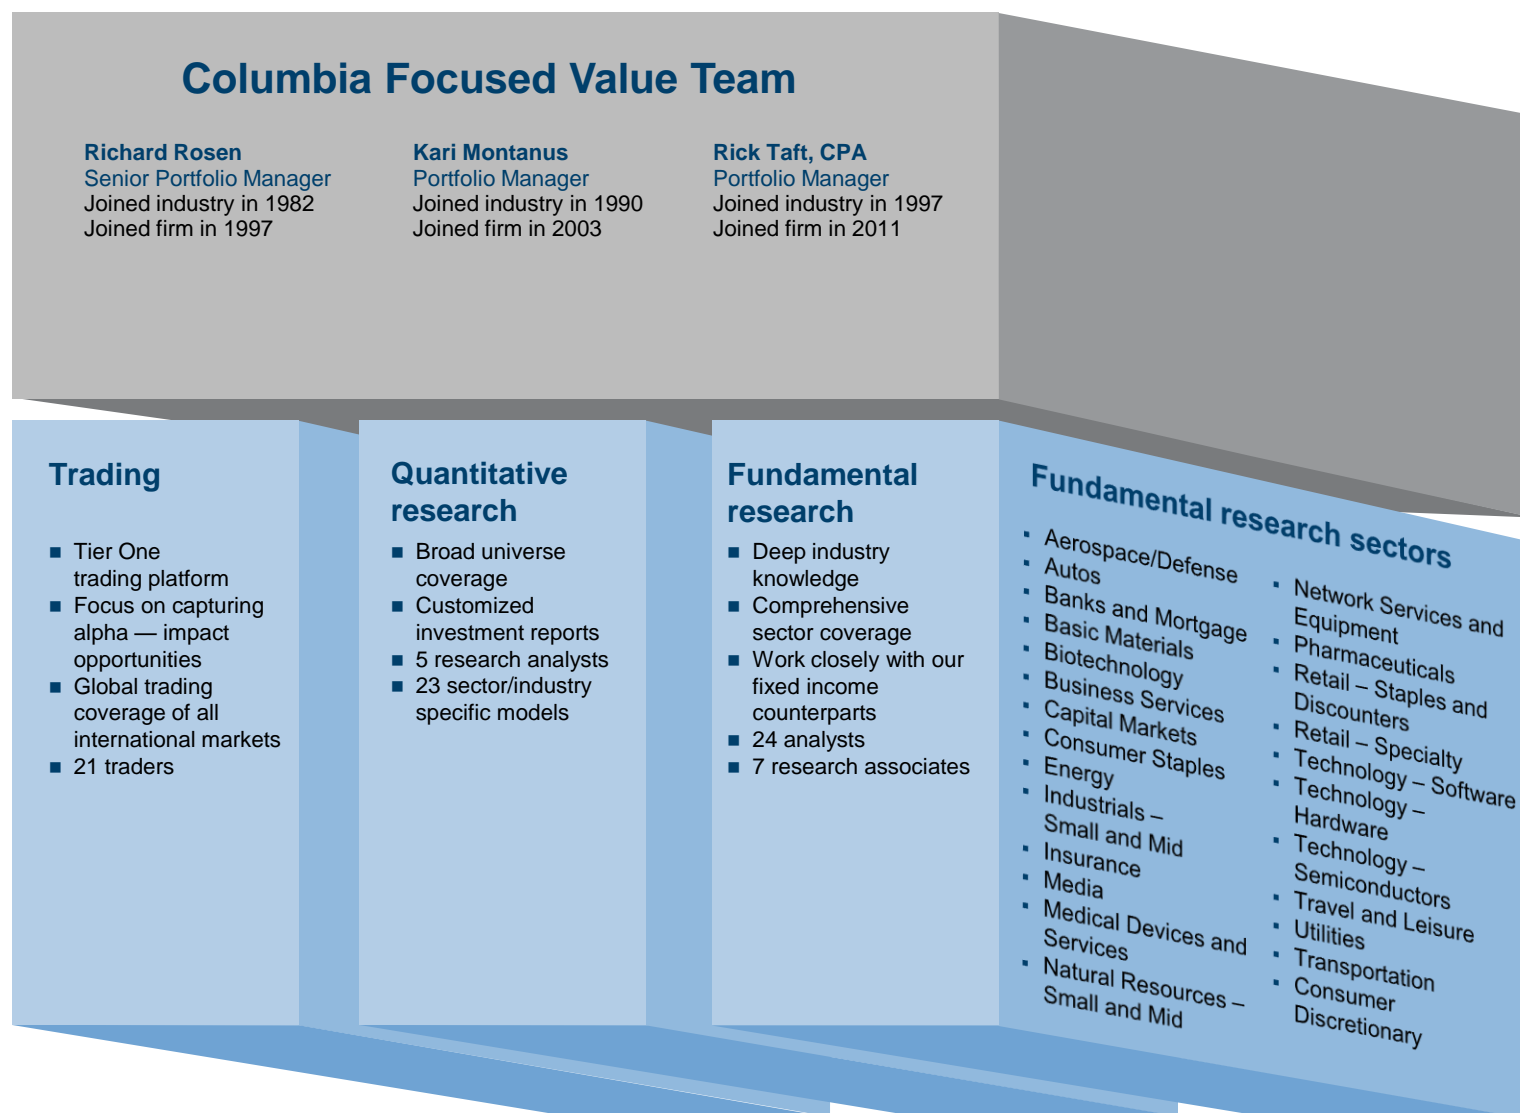 Columbia Focused Value Team
Richard Rosen
Senior Portfolio Manager
Joined industry in 1982
Joined firm in 1997
Kari Montanus
Portfolio Manager
Joined industry in 1990
Joined firm in 2003
Rick Taft, CPA
Portfolio Manager
Joined industry in 1997
Joined firm in 2011
Trading
■ Tier One
trading platform
■ Focus on capturing
alpha — impact
opportunities
■ Global trading
coverage of all
international markets
■ 21 traders
Quantitative
research
■ Broad universe
coverage
■ Customized
investment reports
■ 5 research analysts
■ 23 sector/industry
specific models
Fundamental
research
■ Deep industry
knowledge
■ Comprehensive
sector coverage
■ Work closely with our
fixed income
counterparts
■ 24 analysts
■ 7 research associates
Fundamental research sectors
▪ Aerospace/Defense
▪ Autos
▪ Banks and Mortgage
▪ Basic Materials
▪ Biotechnology
▪ Business Services
▪ Capital Markets
▪ Consumer Staples
▪ Energy
▪ Industrials –
Small and Mid
▪ Insurance
▪ Media
▪ Medical Devices and
Services
▪ Natural Resources –
Small and Mid
▪ Network Services and
Equipment
▪ Pharmaceuticals
▪ Retail – Staples and
Discounters
▪ Retail – Specialty
▪ Technology – Software
▪ Technology –
Hardware
▪ Technology –
Semiconductors
▪ Travel and Leisure
▪ Utilities
▪ Transportation
▪ Consumer
Discretionary